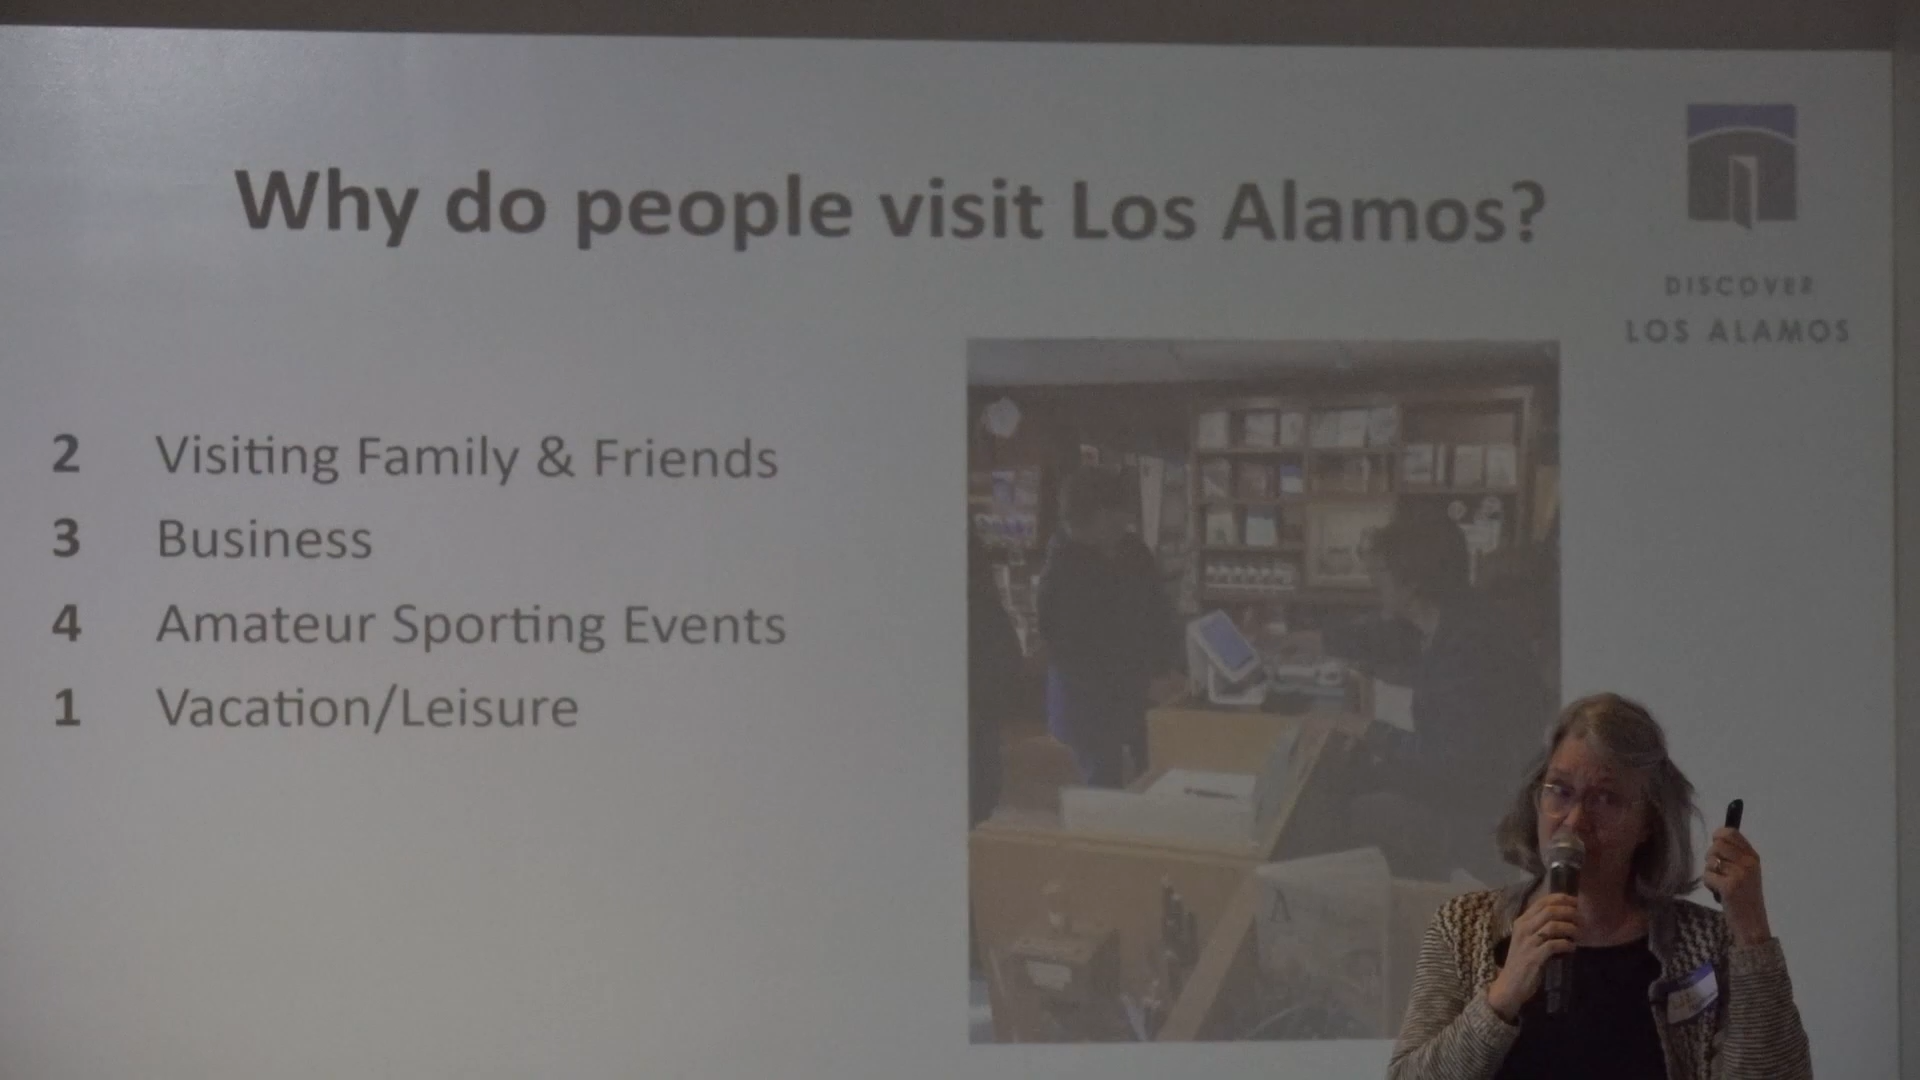 Why do people visit Los Alamos?
DISCOVER
LOS ALAMOS
2 Visiting Family & Friends
3 Business
4 Amateur Sporting Events
1 Vacation/Leisure